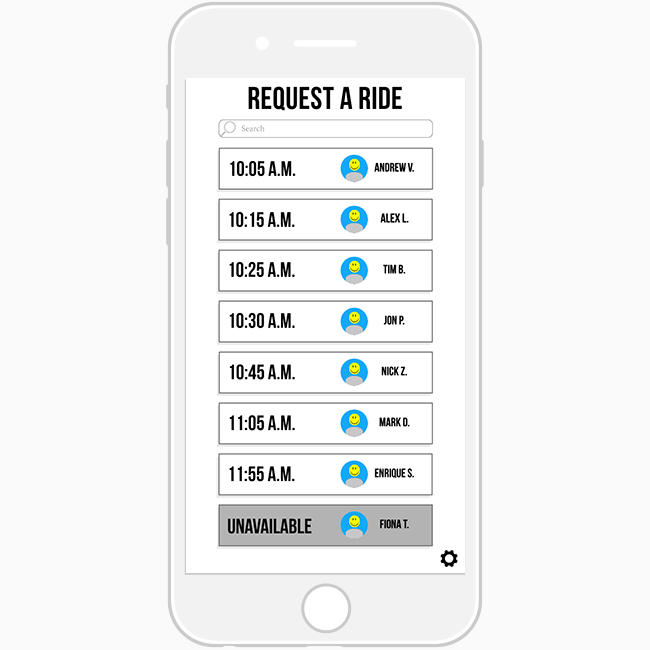 REQUEST A RIDE
Search
10:05 A.M. ANDREW V.
10:15 A.M. ALEX L.
10:25 A.M. TIM B.
10:30 A.M. JON P.
10:45 A.M. NICK Z.
11:05 A.M. MARK D.
11:55 A.M. ENRIQUE S.
UNAVAILABLE FIONA T.